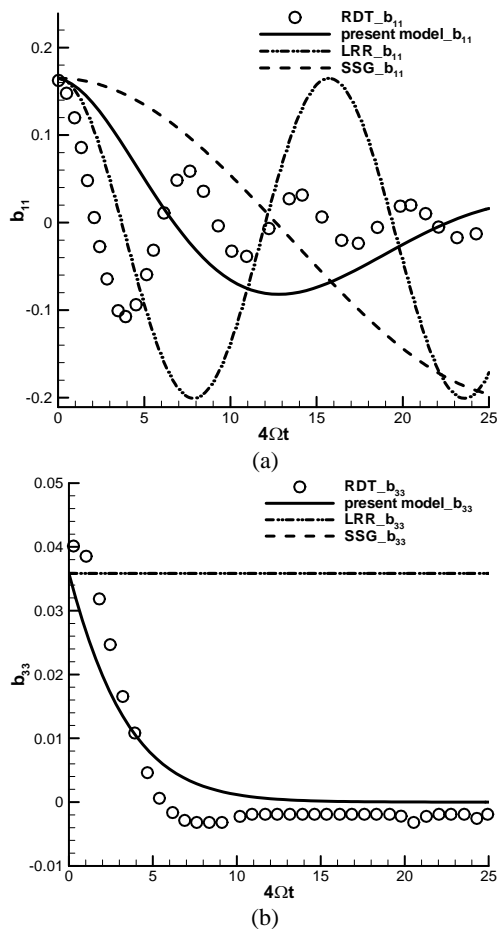 RDT_b11
present model_b11
LRR_b11
SSG_b11
0.2
0.1
0
-0.1
-0.2
b11
0 5 10 15 20 25
4Ωt
(a)
RDT_b33
present model_b33
LRR_b33
SSG_b33
0.05
0.04
0.03
0.02
0.01
0
-0.01
b33
0 5 10 15 20 25
4Ωt
(b)